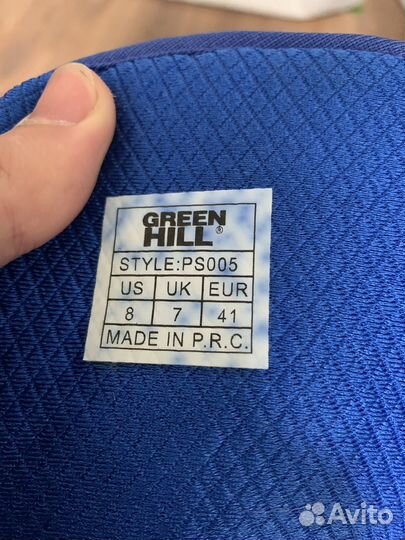 GREEN
HILL®
STYLE:PS005
US UK EUR
8 7 41
MADE IN P.R.C.
Avito